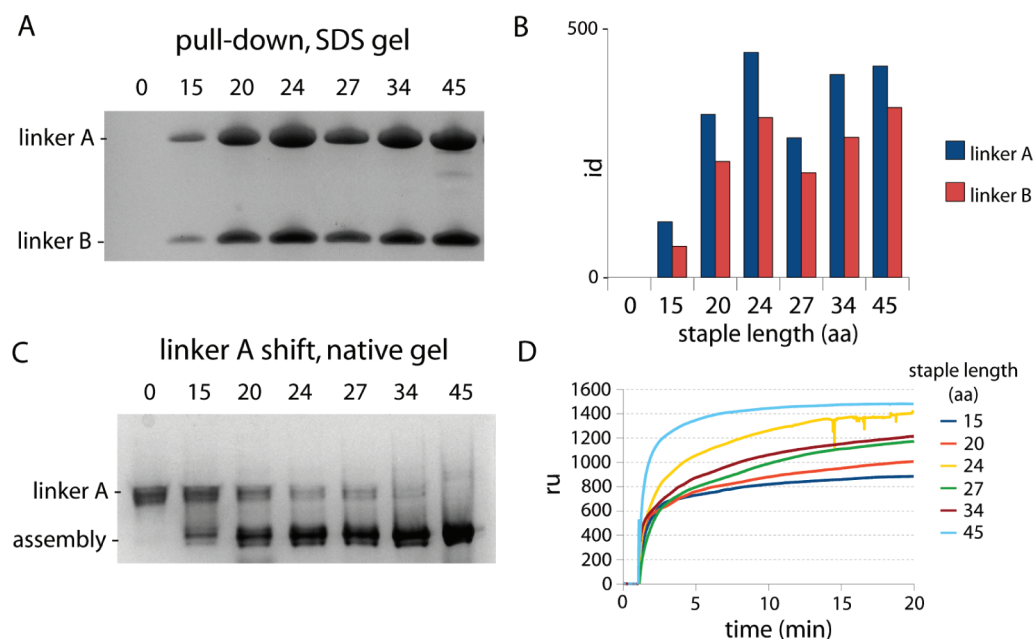 A
pull-down, SDS gel
0 15 20 24 27 34 45
linker A -
linker B -
B
500
id
0
0 15 20 24 27 34 45
staple length (aa)
linker A
linker B
C
linker A shift, native gel
0 15 20 24 27 34 45
linker A -
assembly -
D
1600
1400
1200
1000
800
600
400
200
0
ru
0 5 10 15 20
time (min)
staple length
(aa)
15
20
24
27
34
45